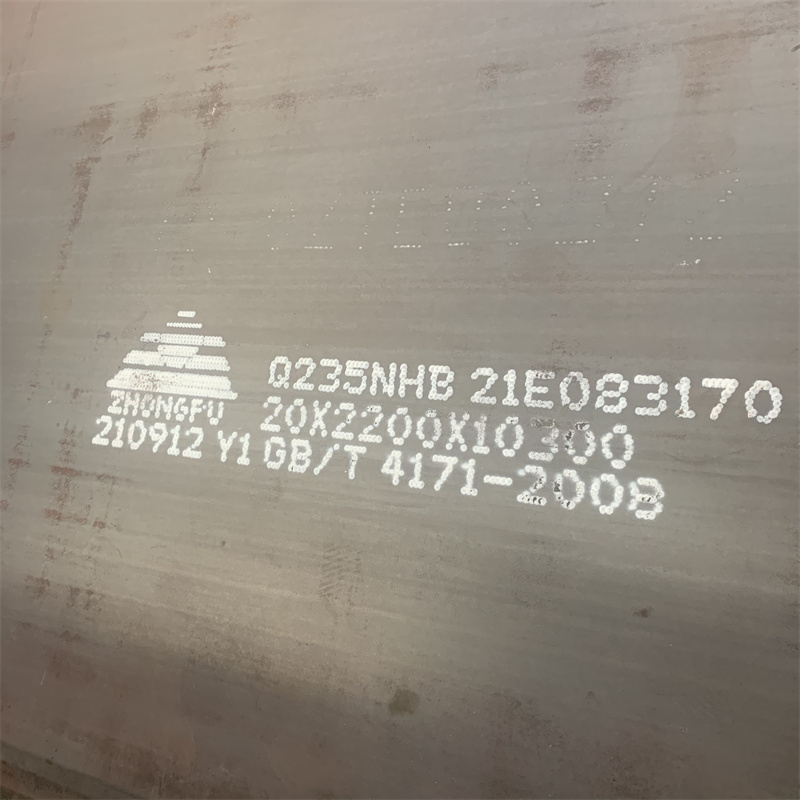 Q235NHB 21E083170
ZHONGFU 20X2200X10300
210912 Y1 GB/T 4171-2008